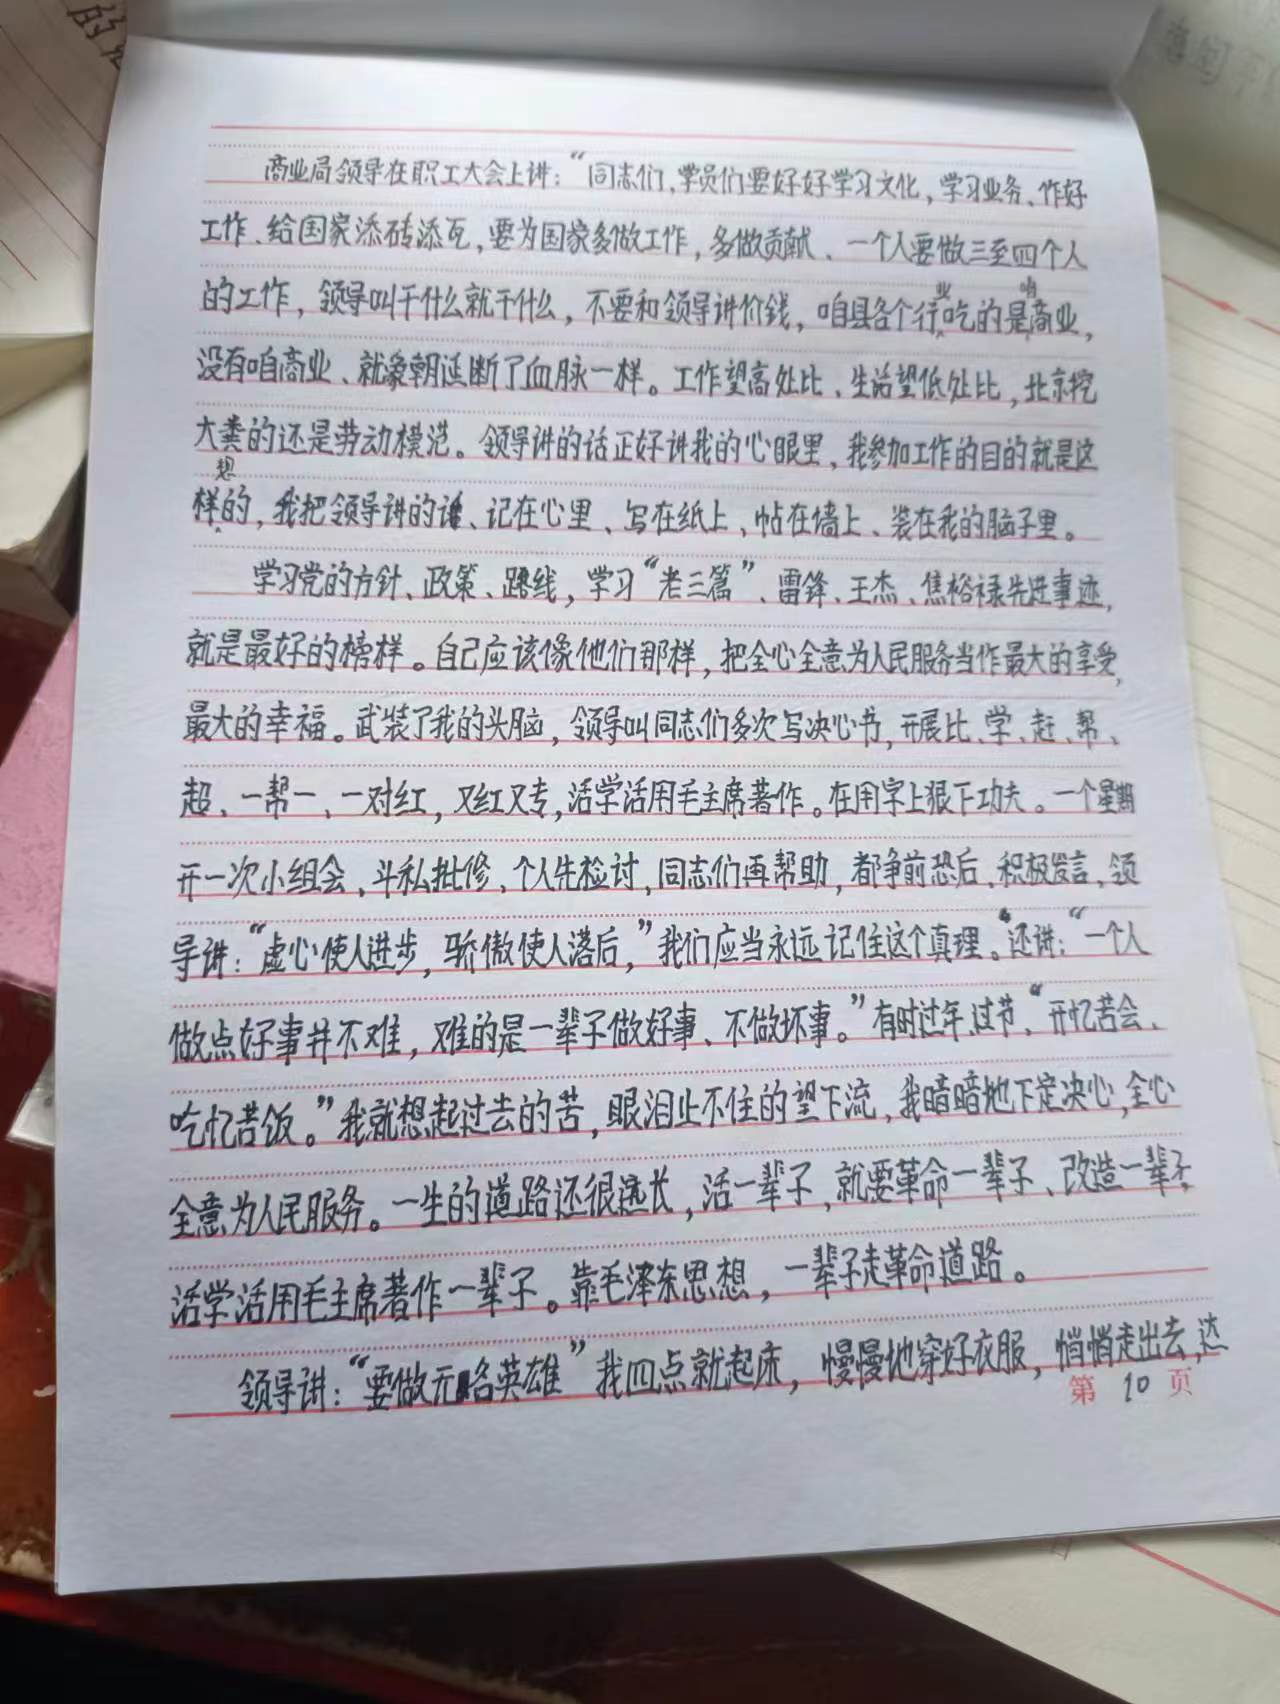 商业局领导在职工大会上讲：“同志们，学员们要好好学习文化，学习业务、作好
工作、给国家添砖添瓦，要为国家多做工作，多做贡献、一个人要做三至四个人
的工作，领导叫干什么就干什么，不要和领导讲价钱，咱县各个行业吃的是咱商业，
没有咱商业、就象朝廷断了血脉一样。工作望高处比、生活望低处比，北京挖
大粪的还是劳动模范。领导讲的话正好讲我的心眼里，我参加工作的目的就是这
样想的，我把领导讲的话、记在心里、写在纸上、帖在墙上、装在我的脑子里。
学习党的方针、政策、路线，学习“老三篇”、雷锋、王杰、焦裕禄先进事迹，
就是最好的榜样。自己应该像他们那样，把全心全意为人民服务当作最大的享受，
最大的幸福。武装了我的头脑，领导叫同志们多次写决心书，开展比、学、赶、帮、
超、一帮一、一对红，又红又专，活学活用毛主席著作。在用字上狠下功夫。一个星期
开一次小组会、斗私批修、个人先检讨，同志们再帮助，都争前恐后、积极发言，领
导讲：“虚心使人进步，骄傲使人落后，”我们应当永远记住这个真理。“还讲：“一个人
做点好事并不难，难的是一辈子做好事、不做坏事。”有时过年、过节，“开忆苦会、
吃忆苦饭。”我就想起过去的苦，眼泪止不住的望下流，我暗暗地下定决心，全心
全意为人民服务。一生的道路还很远长，活一辈子，就要革命一辈子、改造一辈子
活学活用毛主席著作一辈子。靠毛泽东思想，一辈子走革命道路。
领导讲：“要做无名英雄”我四点就起床，慢慢地穿好衣服，悄悄走出去，达
第 10 页
的